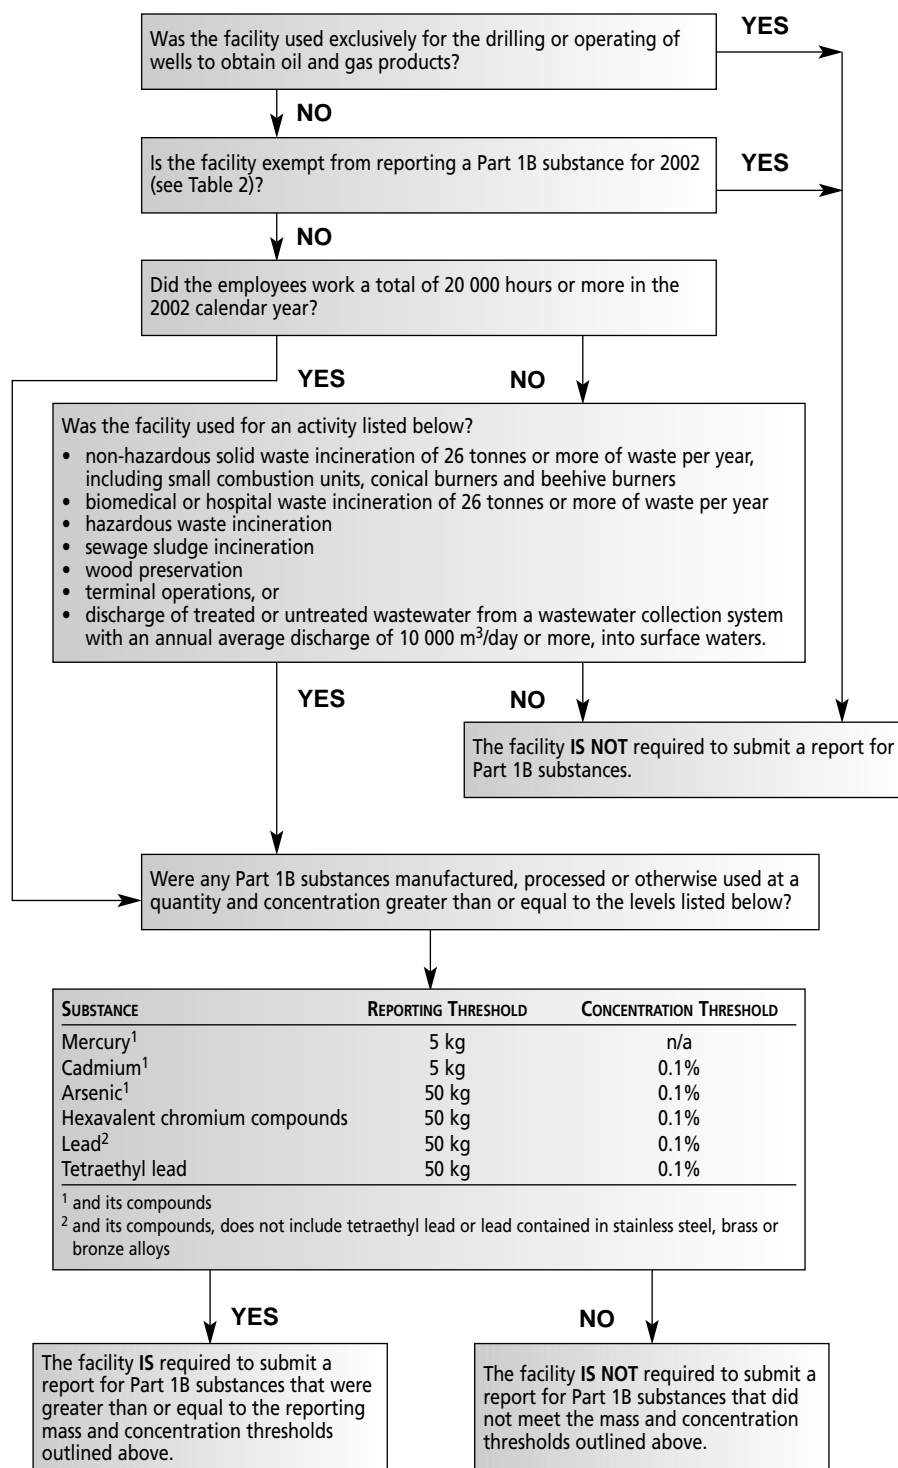 Was the facility used exclusively for the drilling or operating of
wells to obtain oil and gas products?
YES
NO
Is the facility exempt from reporting a Part 1B substance for 2002
(see Table 2)?
YES
NO
Did the employees work a total of 20 000 hours or more in the
2002 calendar year?
YES
NO
Was the facility used for an activity listed below?
• non-hazardous solid waste incineration of 26 tonnes or more of waste per year,
including small combustion units, conical burners and beehive burners
• biomedical or hospital waste incineration of 26 tonnes or more of waste per year
• hazardous waste incineration
• sewage sludge incineration
• wood preservation
• terminal operations, or
• discharge of treated or untreated wastewater from a wastewater collection system
with an annual average discharge of 10 000 m³/day or more, into surface waters.
YES
NO
The facility IS NOT required to submit a report for
Part 1B substances.
Were any Part 1B substances manufactured, processed or otherwise used at a
quantity and concentration greater than or equal to the levels listed below?
SUBSTANCE REPORTING THRESHOLD CONCENTRATION THRESHOLD
Mercury¹ 5 kg n/a
Cadmium¹ 5 kg 0.1%
Arsenic¹ 50 kg 0.1%
Hexavalent chromium compounds 50 kg 0.1%
Lead² 50 kg 0.1%
Tetraethyl lead 50 kg 0.1%
¹ and its compounds
² and its compounds, does not include tetraethyl lead or lead contained in stainless steel, brass or
bronze alloys
YES
NO
The facility IS required to submit a
report for Part 1B substances that were
greater than or equal to the reporting
mass and concentration thresholds
outlined above.
The facility IS NOT required to submit a
report for Part 1B substances that did
not meet the mass and concentration
thresholds outlined above.